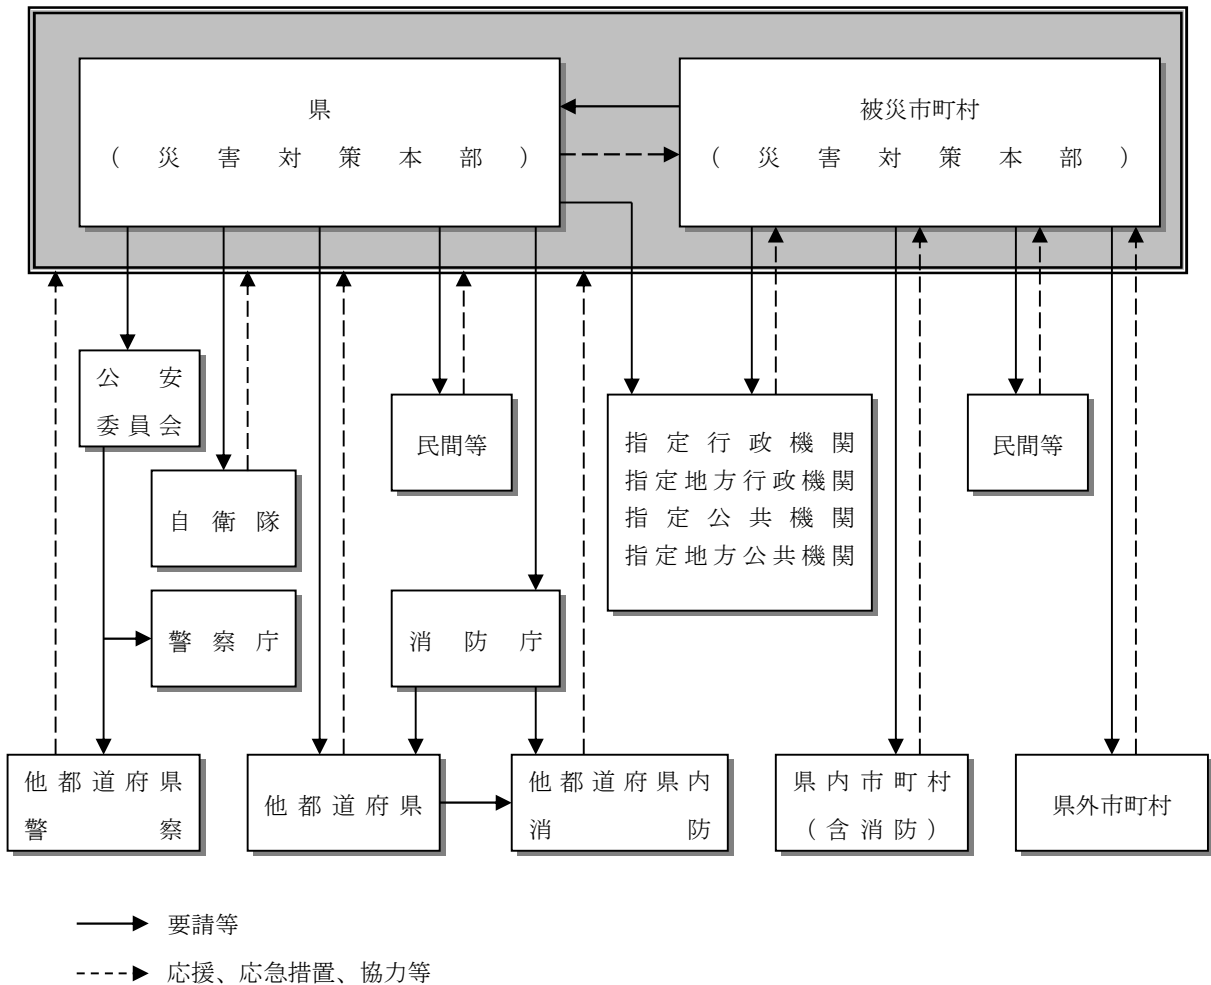 県
（災害対策本部）
被災市町村
（災害対策本部）
公安
委員会
民間等
指定行政機関
指定地方行政機関
指定公共機関
指定地方公共機関
民間等
自衛隊
警察庁
消防庁
他都道府県
警察
他都道府県
他都道府県内
消防
県内市町村
（含消防）
県外市町村
要請等
応援、応急措置、協力等